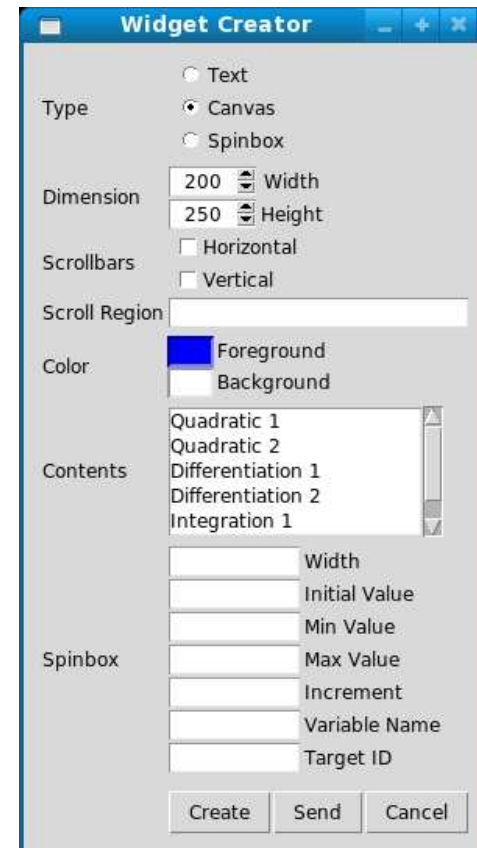 Widget Creator
Type
Text
Canvas
Spinbox
Dimension
200 Width
250 Height
Scrollbars
Horizontal
Vertical
Scroll Region
Color
Foreground
Background
Contents
Quadratic 1
Quadratic 2
Differentiation 1
Differentiation 2
Integration 1
Spinbox
Width
Initial Value
Min Value
Max Value
Increment
Variable Name
Target ID
Create Send Cancel